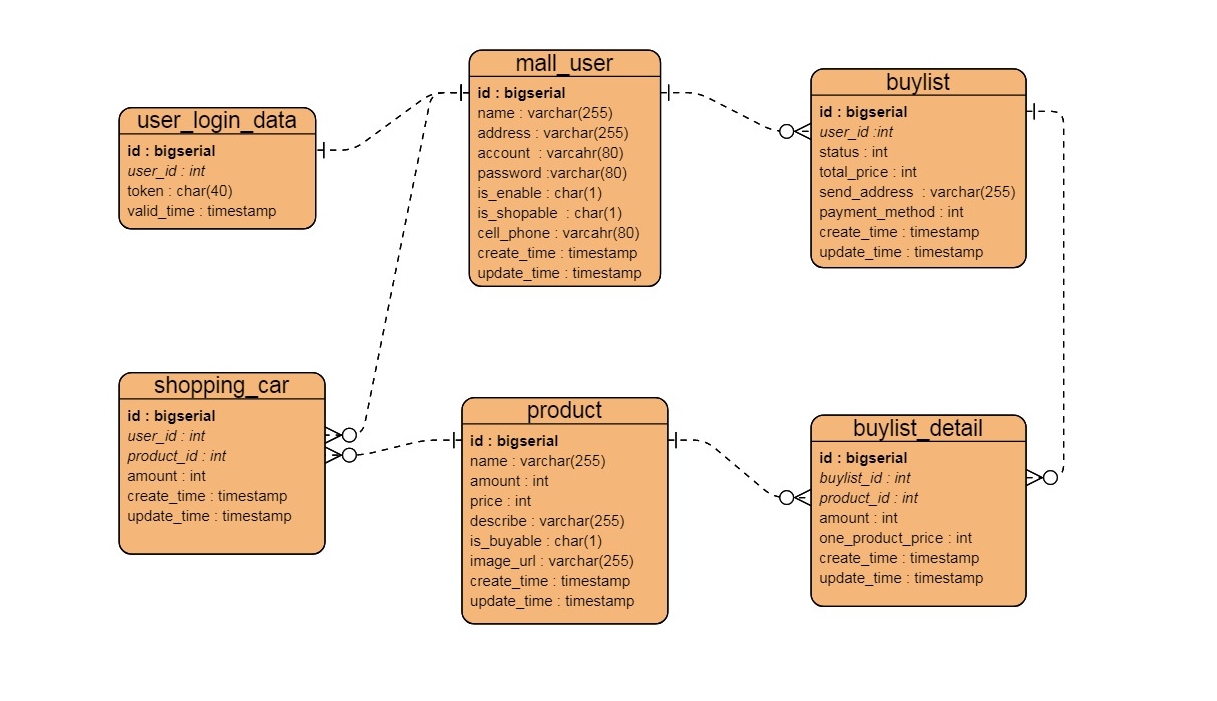 mall_user
id : bigserial
name : varchar(255)
address : varchar(255)
account  : varcahr(80)
password :varchar(80)
is_enable : char(1)
is_shopable  : char(1)
cell_phone : varcahr(80)
create_time : timestamp
update_time : timestamp
buylist
id : bigserial
user_id :int
status : int
total_price : int
send_address  : varchar(255)
payment_method : int
create_time : timestamp
update_time : timestamp
user_login_data
id : bigserial
user_id : int
token : char(40)
valid_time : timestamp
shopping_car
id : bigserial
user_id : int
product_id : int
amount : int
create_time : timestamp
update_time : timestamp
product
id : bigserial
name : varchar(255)
amount : int
price : int
describe : varchar(255)
is_buyable : char(1)
image_url : varchar(255)
create_time : timestamp
update_time : timestamp
buylist_detail
id : bigserial
buylist_id : int
product_id : int
amount : int
one_product_price : int
create_time : timestamp
update_time : timestamp